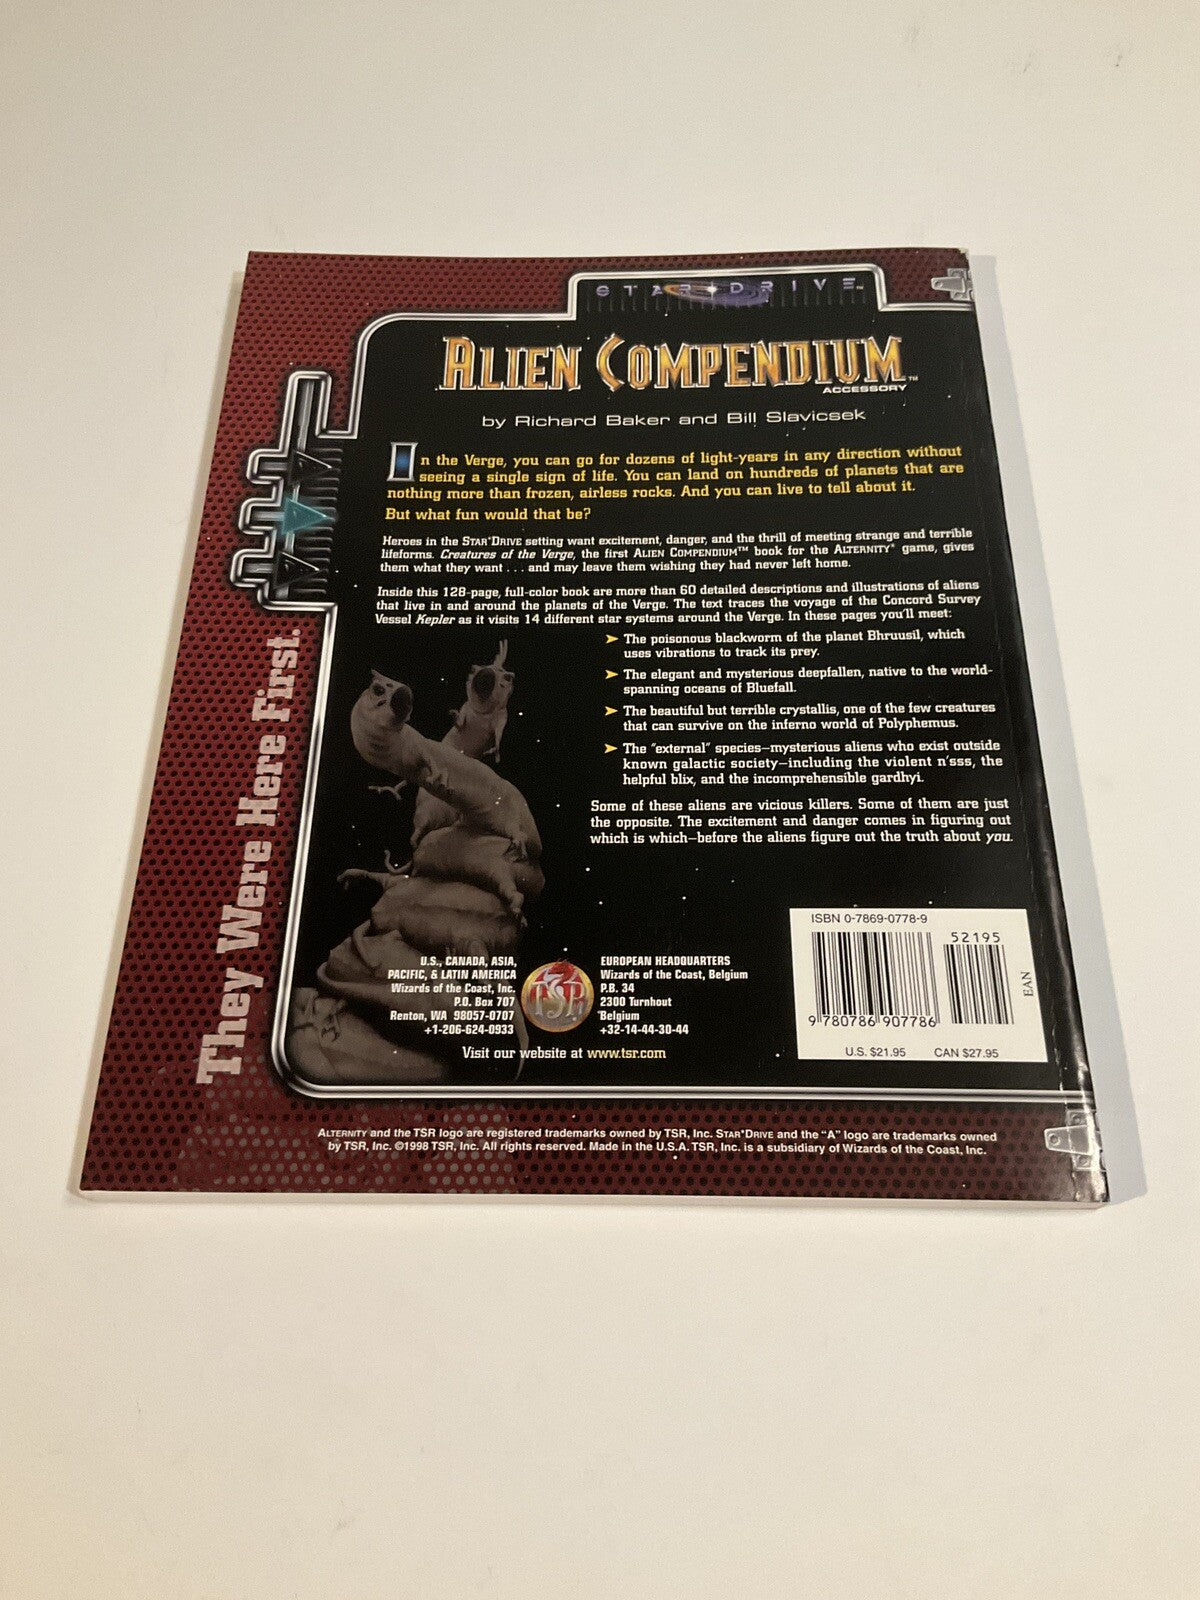 STAR*DRIVE™
ALIEN COMPENDIUM™
ACCESSORY
by Richard Baker and Bill Slavicsek
In the Verge, you can go for dozens of light-years in any direction without
seeing a single sign of life. You can land on hundreds of planets that are
nothing more than frozen, airless rocks. And you can live to tell about it.
But what fun would that be?
Heroes in the STAR*DRIVE setting want excitement, danger, and the thrill of meeting strange and terrible
lifeforms. Creatures of the Verge, the first ALIEN COMPENDIUM™ book for the ALTERNITY® game, gives
them what they want . . . and may leave them wishing they had never left home.
Inside this 128-page, full-color book are more than 60 detailed descriptions and illustrations of aliens
that live in and around the planets of the Verge. The text traces the voyage of the Concord Survey
Vessel Kepler as it visits 14 different star systems around the Verge. In these pages you'll meet:
➤ The poisonous blackworm of the planet Bhruusil, which
uses vibrations to track its prey.
➤ The elegant and mysterious deepfallen, native to the world-
spanning oceans of Bluefall.
➤ The beautiful but terrible crystallis, one of the few creatures
that can survive on the inferno world of Polyphemus.
➤ The "external" species—mysterious aliens who exist outside
known galactic society—including the violent n'sss, the
helpful blix, and the incomprehensible gardhyi.
Some of these aliens are vicious killers. Some of them are just
the opposite. The excitement and danger comes in figuring out
which is which—before the aliens figure out the truth about you.
They Were Here First.
U.S., CANADA, ASIA,
PACIFIC, & LATIN AMERICA
Wizards of the Coast, Inc.
P.O. Box 707
Renton, WA 98057-0707
+1-206-624-0933
TSR
EUROPEAN HEADQUARTERS
Wizards of the Coast, Belgium
P.B. 34
2300 Turnhout
Belgium
+32-14-44-30-44
Visit our website at www.tsr.com
ISBN 0-7869-0778-9
52195
9 780786 907786
EAN
U.S. $21.95 CAN $27.95
ALTERNITY and the TSR logo are registered trademarks owned by TSR, Inc. STAR*DRIVE and the "A" logo are trademarks owned
by TSR, Inc. ©1998 TSR, Inc. All rights reserved. Made in the U.S.A. TSR, Inc. is a subsidiary of Wizards of the Coast, Inc.